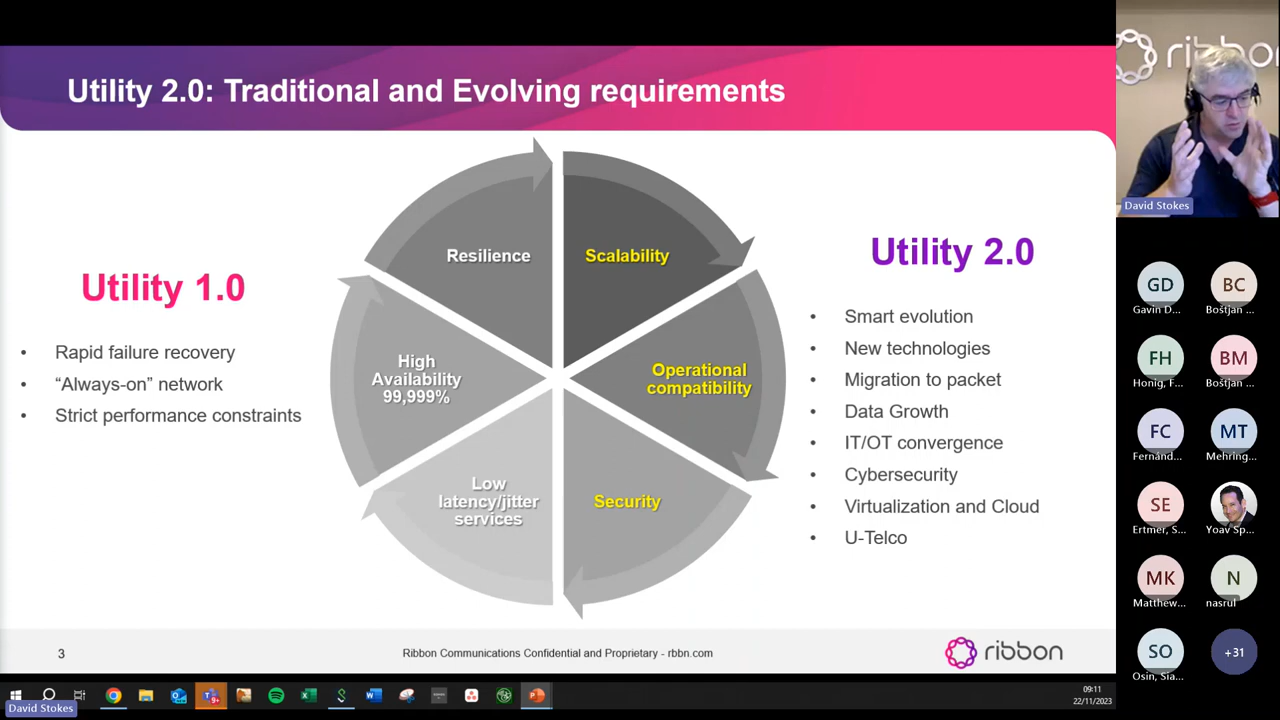 Utility 2.0: Traditional and Evolving requirements
Utility 1.0
• Rapid failure recovery
• “Always-on” network
• Strict performance constraints
Resilience
Scalability
High
Availability
99,999%
Operational
compatibility
Low
latency/jitter
services
Security
Utility 2.0
• Smart evolution
• New technologies
• Migration to packet
• Data Growth
• IT/OT convergence
• Cybersecurity
• Virtualization and Cloud
• U-Telco
3
Ribbon Communications Confidential and Proprietary - rbbn.com
ribbon
ribbon
David Stokes
GD
Gavin D...
BC
Boštjan ...
FH
Honig, F...
BM
Boštjan ...
FC
Fernánd...
MT
Mehring...
SE
Ertmer, S...
Yoav Sp...
MK
Matthew...
N
nasrul
SO
Osin, Sia...
+31
David Stokes
09:11
22/11/2023